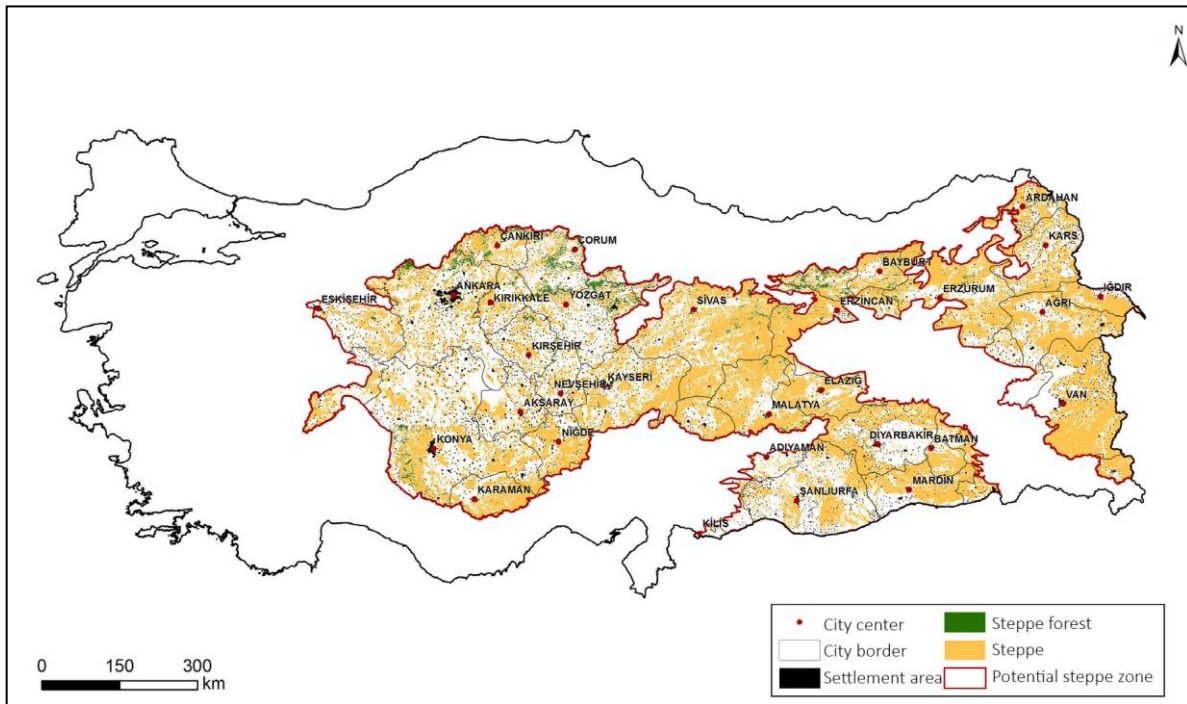 N
ARDAHAN
KARS
ÇANKIRI
ÇORUM
BAYBURT
ANKARA
ESKİŞEHİR
KIRIKKALE
YOZGAT
SİVAS
ERZİNCAN
ERZURUM
AĞRI
IĞDIR
KIRŞEHİR
NEVŞEHİR
KAYSERİ
AKSARAY
ELAZIĞ
MALATYA
VAN
KONYA
NİĞDE
ADIYAMAN
DİYARBAKIR
BATMAN
KARAMAN
ŞANLIURFA
MARDİN
KİLİS
City center
Steppe forest
City border
Steppe
Settlement area
Potential steppe zone
0 150 300
km